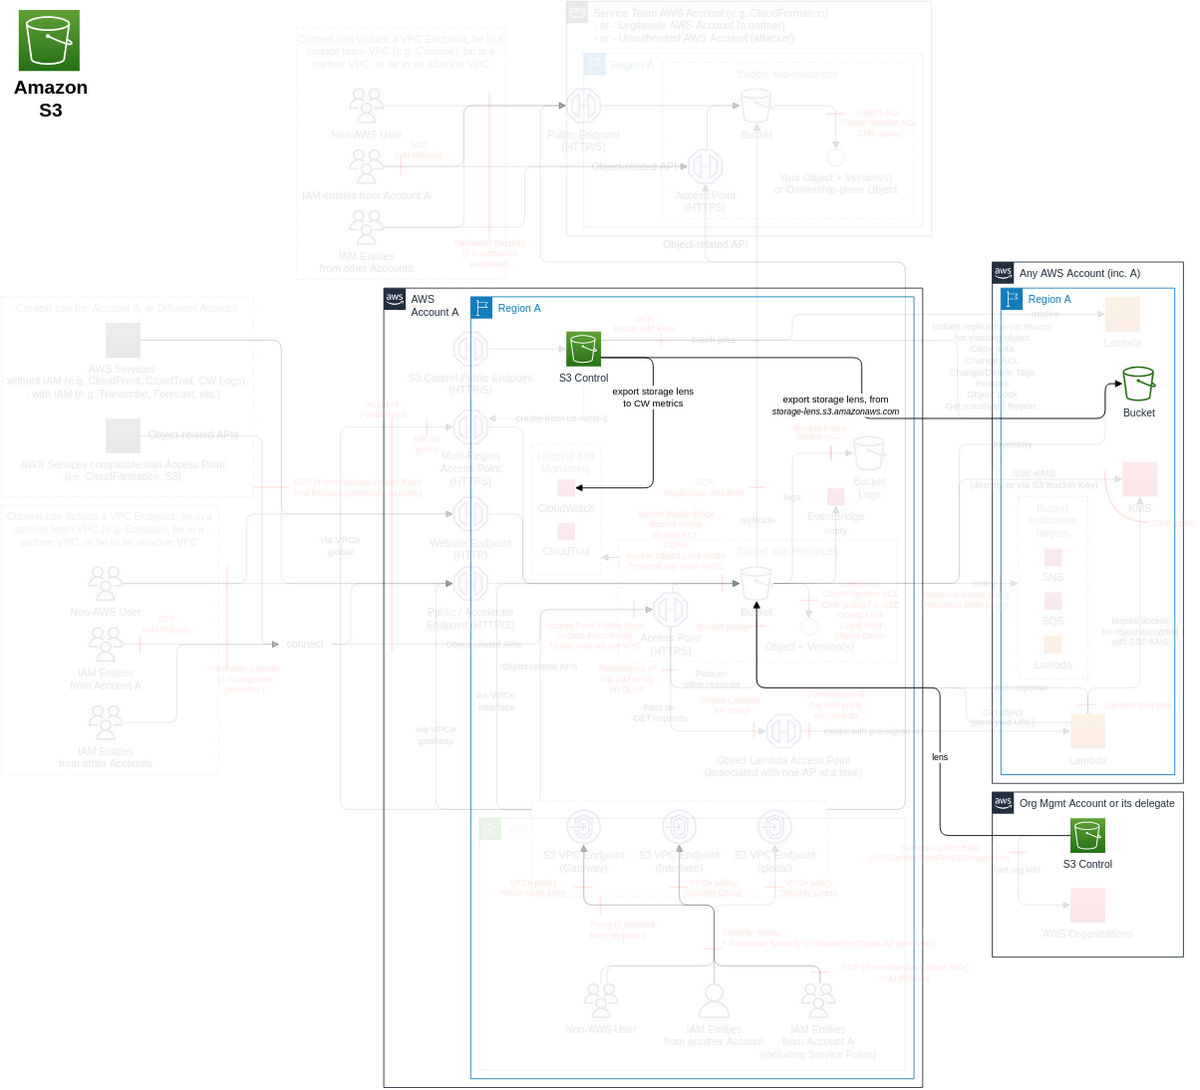 Amazon
S3
Context can include a VPC Endpoint, be in a
service team VPC (e.g. Console), be in a
partner VPC, or be in an attacker VPC
Non-AWS User
SCP
IAM Policies
IAM entities from Account A
IAM Entities
from other Accounts
Perimeter Security
(if in corporate
perimeter)
aws
Service Team AWS Account (e.g. CloudFormation)
- or - Legitimate AWS Account (a partner)
- or - Unauthorized AWS Account (attacker)
Region A
Public Endpoint
(HTTP/S)
Object-related API
Bucket sub-resources
Bucket
Object ACL
Object Version ACL
CMK policy
Access Point
(HTTPS)
Your Object + Version(s)
or Ownership-given Object
Object-related API
Context can be: Account A, or Different Account
AWS Services
- without IAM (e.g. CloudFront, CloudTrail, CW Logs)
- with IAM (e.g. Transcribe, Forecast, etc.)
Object-related APIs
AWS Services compatible with Access Point
(i.e. CloudFormation, S3)
SCP (if non-Service-Linked Role)
IAM Policies (potentially mutable)
Context can include a VPC Endpoint, be in a
service team VPC (e.g. Console), be in a
partner VPC, or be in an attacker VPC
Non-AWS User
SCP
IAM Policies
IAM Entities
from Account A
IAM Entities
from other Accounts
Perimeter Security
(if in corporate
perimeter)
connect
via VPCe
global
Account
Public Block
MR AP
policy
aws
AWS
Account A
Region A
S3 Control Public Endpoint
(HTTP/S)
S3 Control
SCP
Batch IAM Role
batch jobs
export storage lens
to CW metrics
export storage lens, from
storage-lens.s3.amazonaws.com
create from us-west-2
Multi-Region
Access Point
(HTTPS)
Logging and
Monitoring
CloudWatch
CloudTrail
Website Endpoint
(HTTP)
Public / Accelerate
Endpoint (HTTP/S)
Object-related APIs
Object-related APIs
SCP
Replication IAM Role
replicate
logs
Bucket Policy
Bucket ACL
Bucket
Logs
EventBridge
notify
Bucket Public Block
Bucket Policy
Bucket ACL
CORS
Bucket Object Lock Mode
Request pay (non-AWS)
Bucket sub-resources
Bucket
Object ACL
Object Version ACL
CMK policy / C-SSE
Object Lock
Legal Hold
Object Owner
Object + Version(s)
Access Point Public Block
Access Point Policy
Mode: Internet or VPC
Access Point
(HTTPS)
Bucket policy
Permissions of
the IAM entity
on OLAP
Pass on
other requests
Pass on
GET requests
Object Lambda
AP policy
Permissions of
the IAM entity
on Lambda
invoke with pre-signed url
Object Lambda Access Point
(associated with one AP at a time)
via VPCe
interface
via VPCe
gateway
VPC
S3 VPC Endpoint
(Gateway)
S3 VPC Endpoint
(Interface)
S3 VPC Endpoint
(global)
VPCe policy
Route table entry
VPCe policy
Security Group
VPCe policy
Security Group
Proxy (if initiated
from on-prem)
Security Group
+ Perimeter Security (if initiated in Corporate perimeter)
SCP (if non-Service-Linked Role)
IAM Policies
Non-AWS User
IAM Entities
from another Account
IAM Entities
from Account A
(including Service Roles)
aws
Any AWS Account (inc. A)
Region A
invoke
Lambda
Initiate replication on source
for existing object
Copy data
Change ACL
Change/Delete Tags
Restore
Object Lock
Get manifest / Report
Bucket
inventory
SSE-KMS
(directly or via S3 Bucket Key)
KMS
CMK policy
Bucket
notification
targets
SNS
SQS
Lambda
notify
Resource-based policy
Resource CMK policy
require access
for object encrypted
with SSE-KMS
write response
Get object
(presigned URL)
Lambda IAM Role
Lambda
lens
aws
Org Mgmt Account or its delegate
S3 Control
Service-Linked Role
get org info
AWS Organizations